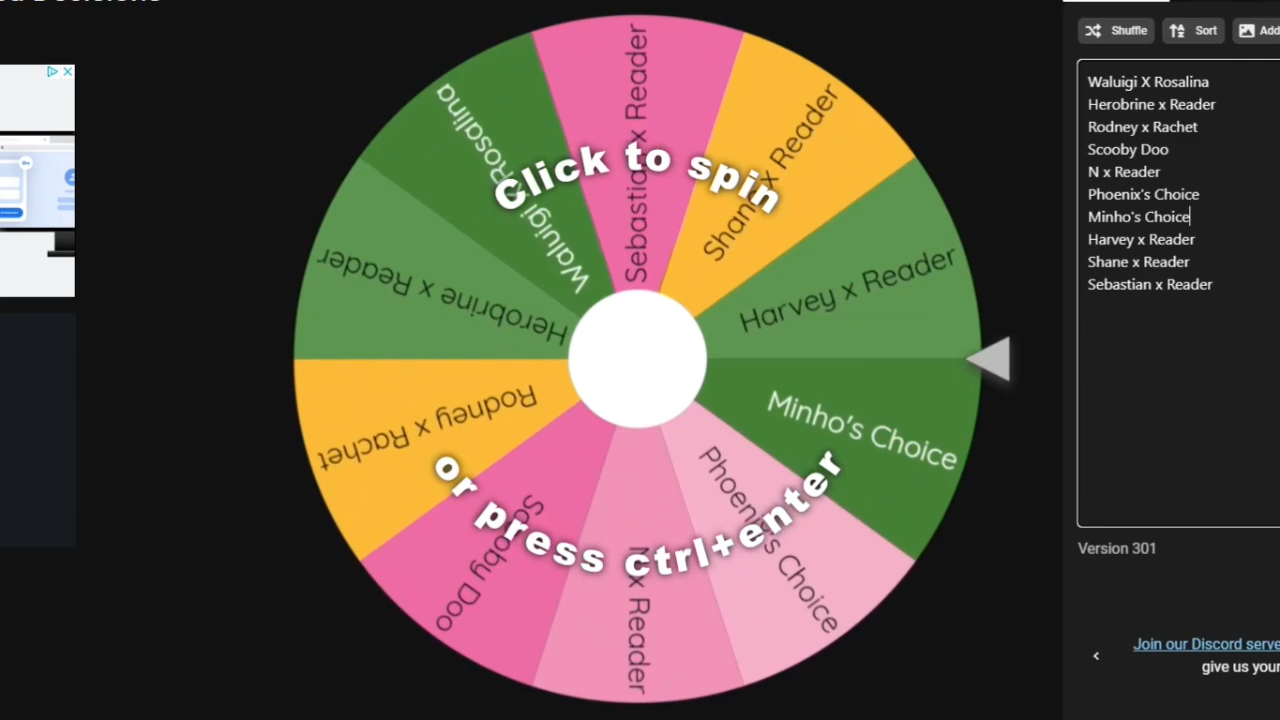 Shuffle
Sort
Add
Waluigi X Rosalina
Herobrine x Reader
Rodney x Rachet
Scooby Doo
N x Reader
Phoenix's Choice
Minho's Choice
Harvey x Reader
Shane x Reader
Sebastian x Reader
Click to spin
or press ctrl+enter
Sebastian x Reader
Shane x Reader
Harvey x Reader
Minho's Choice
Phoenix's Choice
N x Reader
Scooby Doo
Rodney x Rachet
Herobrine x Reader
Waluigi X Rosalina
Version 301
Join our Discord serve
give us your